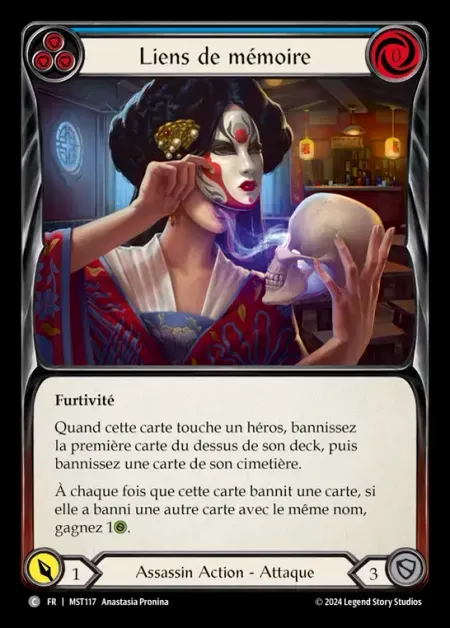 0
Liens de mémoire
Furtivité
Quand cette carte touche un héros, bannissez
la première carte du dessus de son deck, puis
bannissez une carte de son cimetière.
À chaque fois que cette carte bannit une carte, si
elle a banni une autre carte avec le même nom,
gagnez 1.
1
Assassin Action - Attaque
3
C FR | MST117 Anastasia Pronina
© 2024 Legend Story Studios